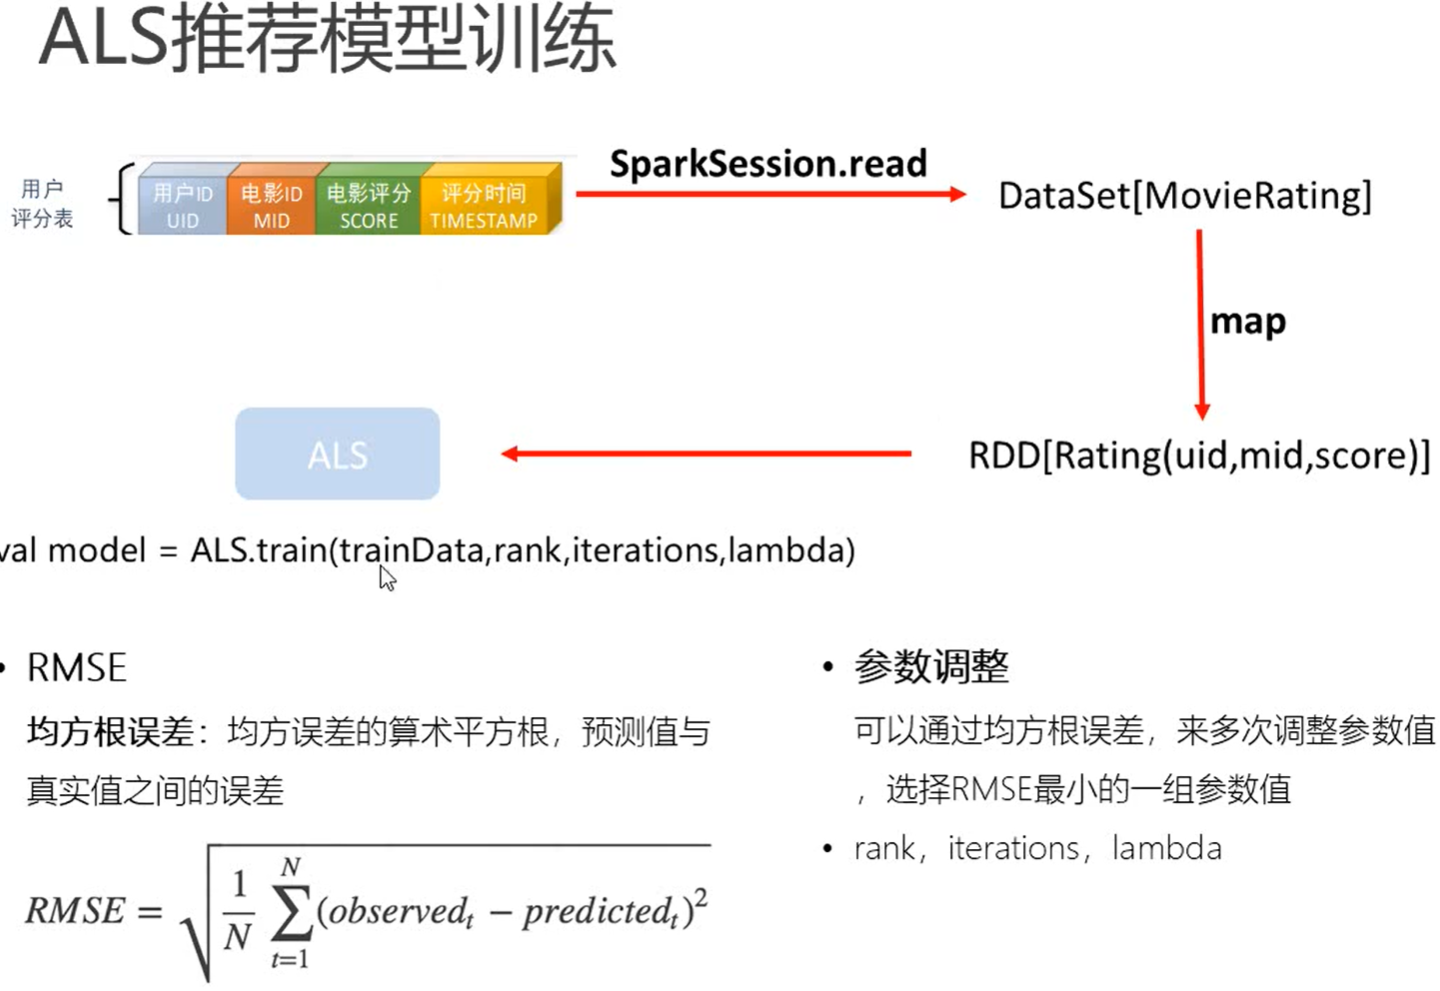 ALS推荐模型训练
用户
评分表
用户ID
UID
电影ID
MID
电影评分
SCORE
评分时间
TIMESTAMP
SparkSession.read
DataSet[MovieRating]
map
RDD[Rating(uid,mid,score)]
ALS
val model = ALS.train(trainData,rank,iterations,lambda)
• RMSE
均方根误差：均方误差的算术平方根，预测值与
真实值之间的误差
RMSE = √(1/N ∑_{t=1}^{N} (observed_t − predicted_t)²)
• 参数调整
可以通过均方根误差，来多次调整参数值
，选择RMSE最小的一组参数值
• rank，iterations，lambda